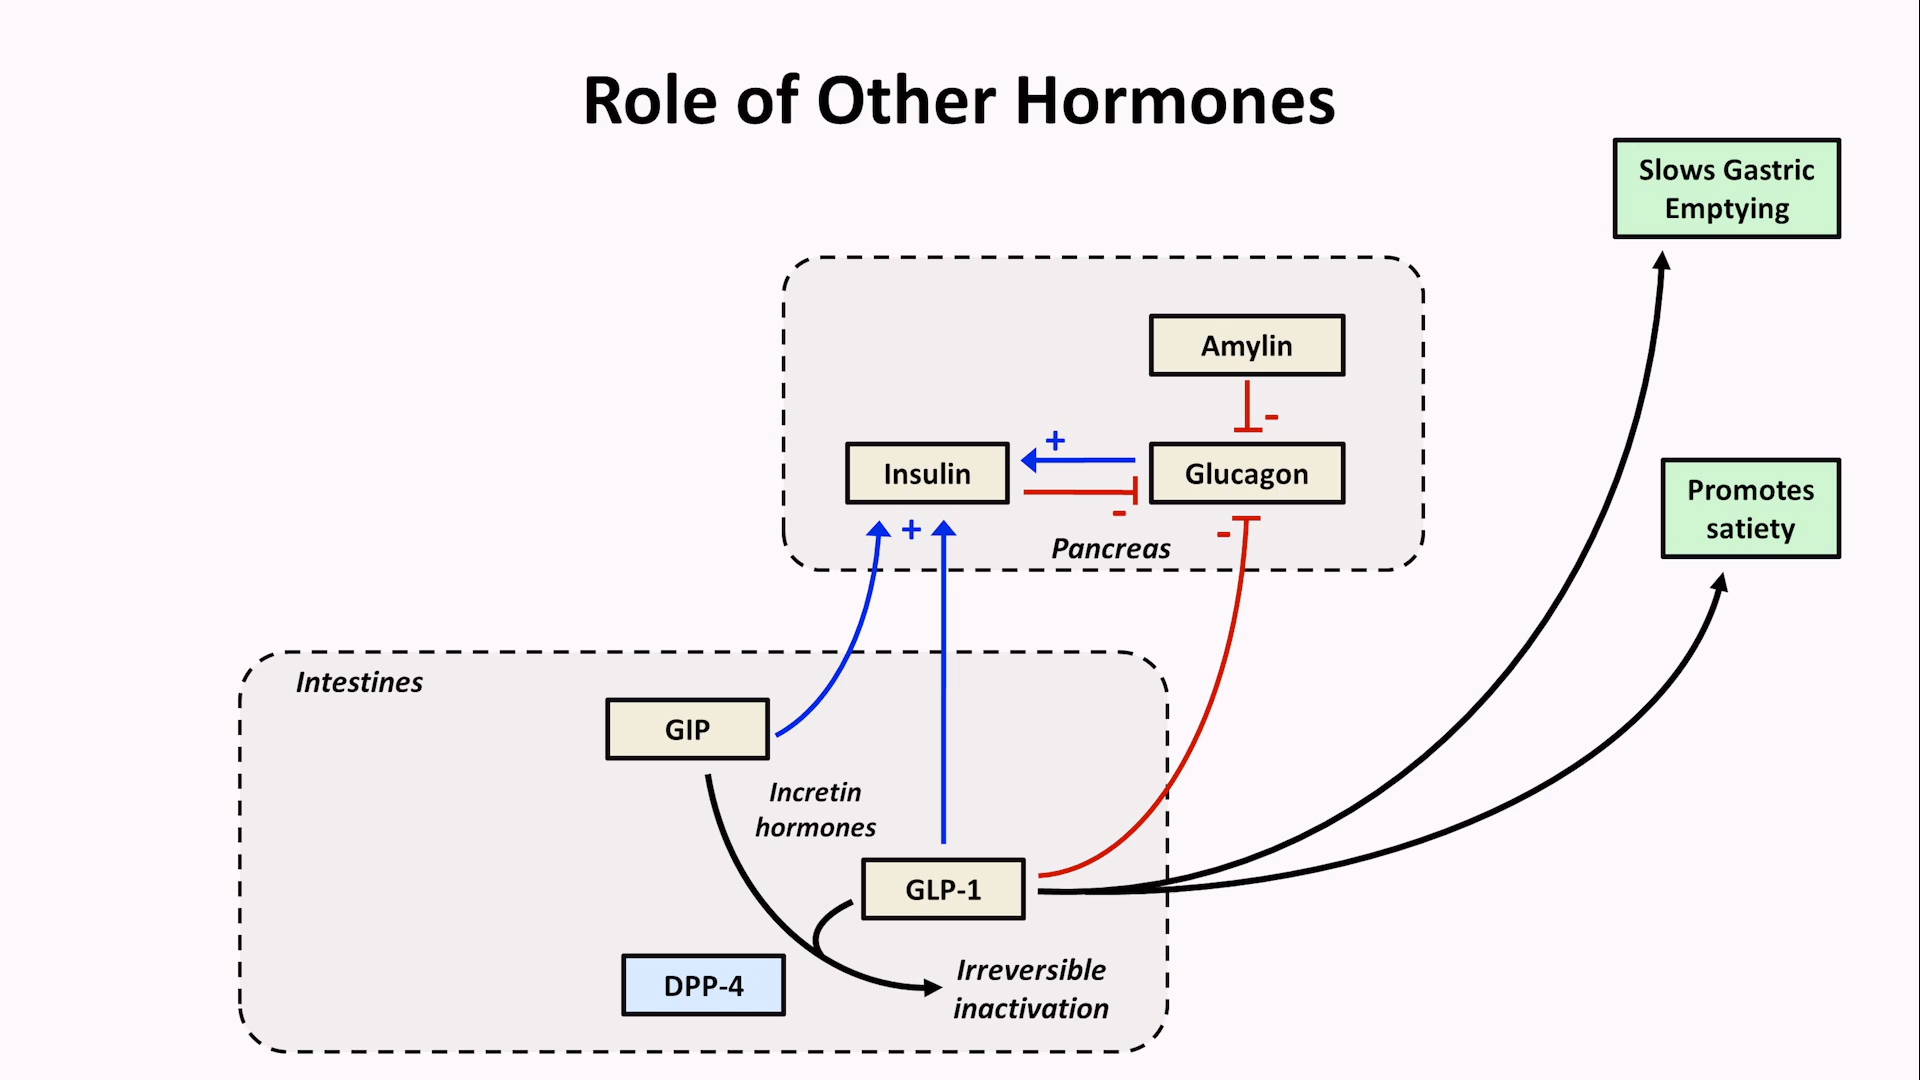 Role of Other Hormones
Slows Gastric
Emptying
Amylin
-
+
Insulin
Glucagon
-
Promotes
satiety
+
-
Pancreas
Intestines
GIP
Incretin
hormones
GLP-1
DPP-4
Irreversible
inactivation